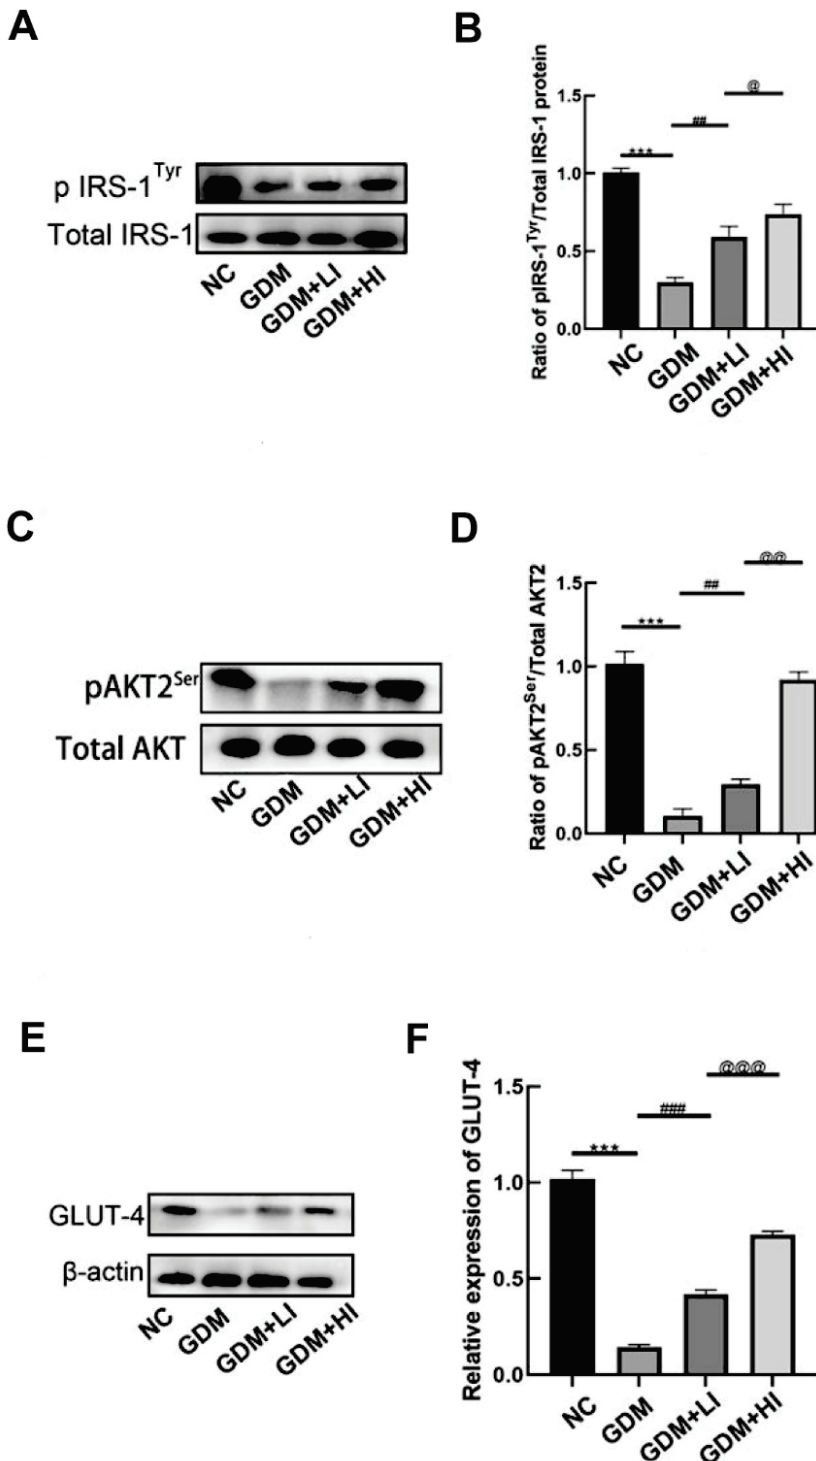 A
p IRS-1Tyr
Total IRS-1
NC
GDM
GDM+LI
GDM+HI
B
Ratio of pIRS-1Tyr/Total IRS-1 protein
1.5
1.0
0.5
0.0
***
##
@
NC
GDM
GDM+LI
GDM+HI
C
pAKT2Ser
Total AKT
NC
GDM
GDM+LI
GDM+HI
D
Ratio of pAKT2Ser/Total AKT2
1.5
1.0
0.5
0.0
***
##
@@
NC
GDM
GDM+LI
GDM+HI
E
GLUT-4
β-actin
NC
GDM
GDM+LI
GDM+HI
F
Relative expression of GLUT-4
1.5
1.0
0.5
0.0
***
###
@@@
NC
GDM
GDM+LI
GDM+HI